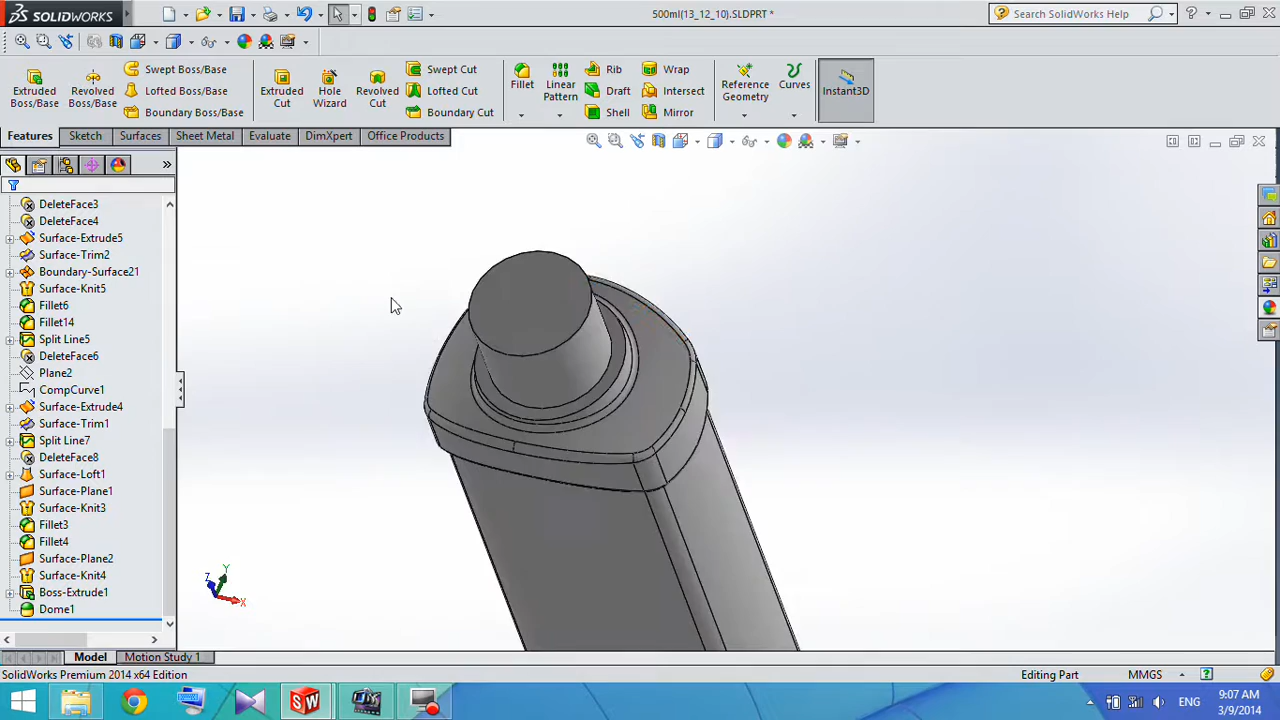 SOLIDWORKS
500ml(13_12_10).SLDPRT *
Search SolidWorks Help
Extruded Boss/Base
Revolved Boss/Base
Swept Boss/Base
Lofted Boss/Base
Boundary Boss/Base
Extruded Cut
Hole Wizard
Revolved Cut
Swept Cut
Lofted Cut
Boundary Cut
Fillet
Linear Pattern
Rib
Draft
Shell
Wrap
Intersect
Mirror
Reference Geometry
Curves
Instant3D
Features Sketch Surfaces Sheet Metal Evaluate DimXpert Office Products
DeleteFace3
DeleteFace4
Surface-Extrude5
Surface-Trim2
Boundary-Surface21
Surface-Knit5
Fillet6
Fillet14
Split Line5
DeleteFace6
Plane2
CompCurve1
Surface-Extrude4
Surface-Trim1
Split Line7
DeleteFace8
Surface-Loft1
Surface-Plane1
Surface-Knit3
Fillet3
Fillet4
Surface-Plane2
Surface-Knit4
Boss-Extrude1
Dome1
Y
Z
X
Model Motion Study 1
SolidWorks Premium 2014 x64 Edition
Editing Part
MMGS
ENG
9:07 AM
3/9/2014